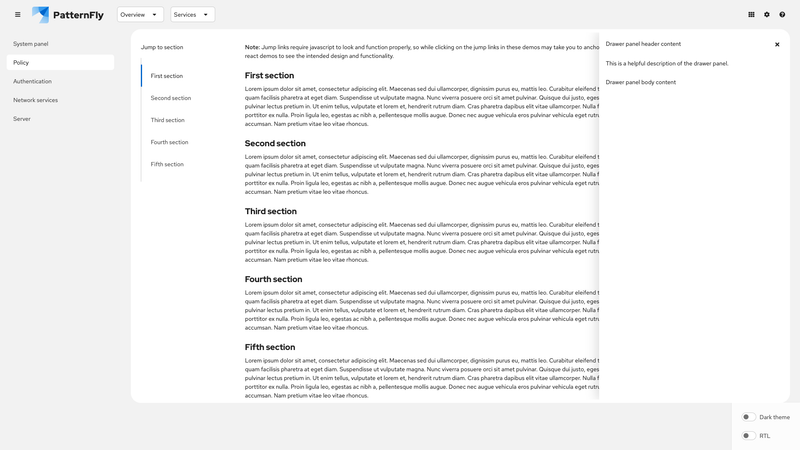 PatternFly
Overview
Services
System panel
Policy
Authentication
Network services
Server
Jump to section
First section
Second section
Third section
Fourth section
Fifth section
Note: Jump links require javascript to look and function properly, so while clicking on the jump links in these demos may take you to ancho
react demos to see the intended design and functionality.
First section
Lorem ipsum dolor sit amet, consectetur adipiscing elit. Maecenas sed dui ullamcorper, dignissim purus eu, mattis leo. Curabitur eleifend t
quam facilisis pharetra at eget diam. Suspendisse ut vulputate magna. Nunc viverra posuere orci sit amet pulvinar. Quisque dui justo, eges
pulvinar lectus pretium in. Ut enim tellus, vulputate et lorem et, hendrerit rutrum diam. Cras pharetra dapibus elit vitae ullamcorper. Nulla f
porttitor ex nulla. Proin ligula leo, egestas ac nibh a, pellentesque mollis augue. Donec nec augue vehicula eros pulvinar vehicula eget rutru
accumsan. Nam pretium vitae leo vitae rhoncus.
Second section
Lorem ipsum dolor sit amet, consectetur adipiscing elit. Maecenas sed dui ullamcorper, dignissim purus eu, mattis leo. Curabitur eleifend t
quam facilisis pharetra at eget diam. Suspendisse ut vulputate magna. Nunc viverra posuere orci sit amet pulvinar. Quisque dui justo, eges
pulvinar lectus pretium in. Ut enim tellus, vulputate et lorem et, hendrerit rutrum diam. Cras pharetra dapibus elit vitae ullamcorper. Nulla f
porttitor ex nulla. Proin ligula leo, egestas ac nibh a, pellentesque mollis augue. Donec nec augue vehicula eros pulvinar vehicula eget rutru
accumsan. Nam pretium vitae leo vitae rhoncus.
Third section
Lorem ipsum dolor sit amet, consectetur adipiscing elit. Maecenas sed dui ullamcorper, dignissim purus eu, mattis leo. Curabitur eleifend t
quam facilisis pharetra at eget diam. Suspendisse ut vulputate magna. Nunc viverra posuere orci sit amet pulvinar. Quisque dui justo, eges
pulvinar lectus pretium in. Ut enim tellus, vulputate et lorem et, hendrerit rutrum diam. Cras pharetra dapibus elit vitae ullamcorper. Nulla f
porttitor ex nulla. Proin ligula leo, egestas ac nibh a, pellentesque mollis augue. Donec nec augue vehicula eros pulvinar vehicula eget rutru
accumsan. Nam pretium vitae leo vitae rhoncus.
Fourth section
Lorem ipsum dolor sit amet, consectetur adipiscing elit. Maecenas sed dui ullamcorper, dignissim purus eu, mattis leo. Curabitur eleifend t
quam facilisis pharetra at eget diam. Suspendisse ut vulputate magna. Nunc viverra posuere orci sit amet pulvinar. Quisque dui justo, eges
pulvinar lectus pretium in. Ut enim tellus, vulputate et lorem et, hendrerit rutrum diam. Cras pharetra dapibus elit vitae ullamcorper. Nulla f
porttitor ex nulla. Proin ligula leo, egestas ac nibh a, pellentesque mollis augue. Donec nec augue vehicula eros pulvinar vehicula eget rutru
accumsan. Nam pretium vitae leo vitae rhoncus.
Fifth section
Lorem ipsum dolor sit amet, consectetur adipiscing elit. Maecenas sed dui ullamcorper, dignissim purus eu, mattis leo. Curabitur eleifend t
quam facilisis pharetra at eget diam. Suspendisse ut vulputate magna. Nunc viverra posuere orci sit amet pulvinar. Quisque dui justo, eges
pulvinar lectus pretium in. Ut enim tellus, vulputate et lorem et, hendrerit rutrum diam. Cras pharetra dapibus elit vitae ullamcorper. Nulla f
porttitor ex nulla. Proin ligula leo, egestas ac nibh a, pellentesque mollis augue. Donec nec augue vehicula eros pulvinar vehicula eget rutru
accumsan. Nam pretium vitae leo vitae rhoncus.
Drawer panel header content
This is a helpful description of the drawer panel.
Drawer panel body content
Dark theme
RTL